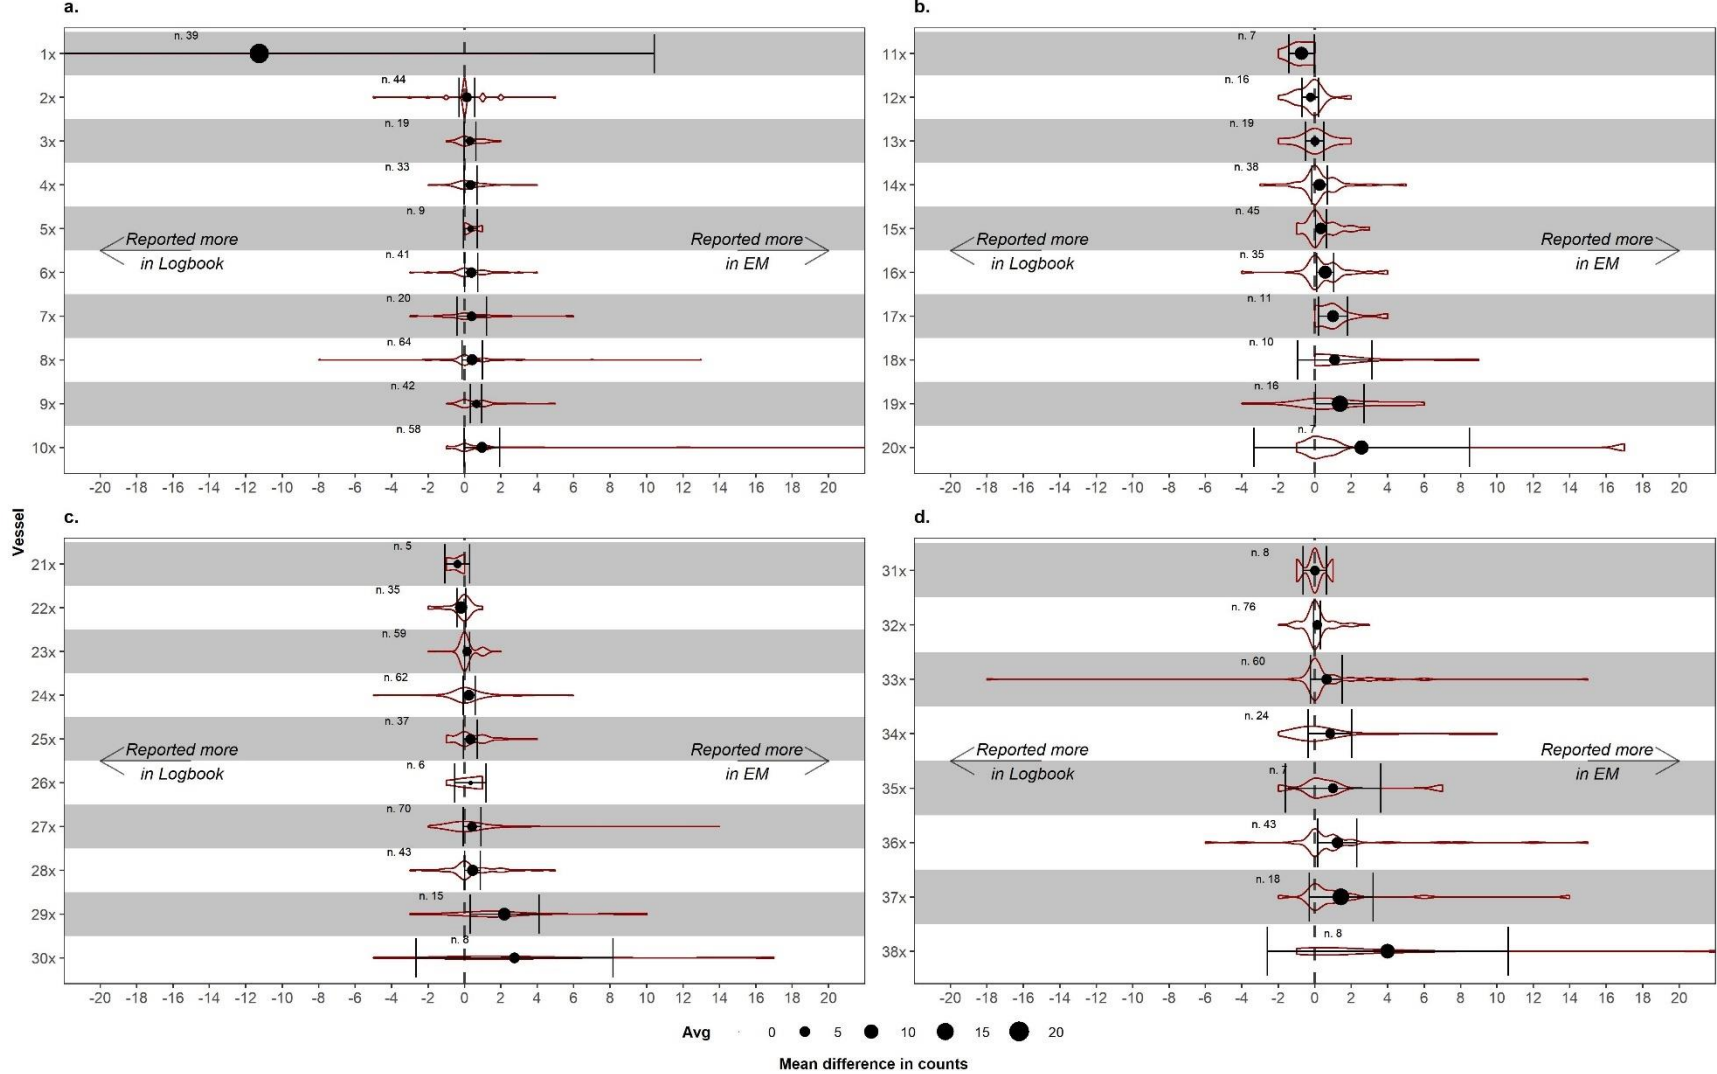 a.
n. 39
1x
n. 44
2x
n. 19
3x
n. 33
4x
n. 9
5x
Reported more
in Logbook
Reported more
in EM
n. 41
6x
n. 20
7x
n. 64
8x
n. 42
9x
n. 58
10x
-20 -18 -16 -14 -12 -10 -8 -6 -4 -2 0 2 4 6 8 10 12 14 16 18 20
b.
n. 7
11x
n. 16
12x
n. 19
13x
n. 38
14x
n. 45
15x
Reported more
in Logbook
Reported more
in EM
n. 35
16x
n. 11
17x
n. 10
18x
n. 16
19x
n. 7
20x
-20 -18 -16 -14 -12 -10 -8 -6 -4 -2 0 2 4 6 8 10 12 14 16 18 20
Vessel
c.
n. 5
21x
n. 35
22x
n. 59
23x
n. 62
24x
n. 37
25x
Reported more
in Logbook
Reported more
in EM
n. 6
26x
n. 70
27x
n. 43
28x
n. 15
29x
n. 8
30x
-20 -18 -16 -14 -12 -10 -8 -6 -4 -2 0 2 4 6 8 10 12 14 16 18 20
d.
n. 8
31x
n. 76
32x
n. 60
33x
n. 24
34x
Reported more
in Logbook
Reported more
in EM
n. 7
35x
n. 43
36x
n. 18
37x
n. 8
38x
-20 -18 -16 -14 -12 -10 -8 -6 -4 -2 0 2 4 6 8 10 12 14 16 18 20
Avg 0 5 10 15 20
Mean difference in counts